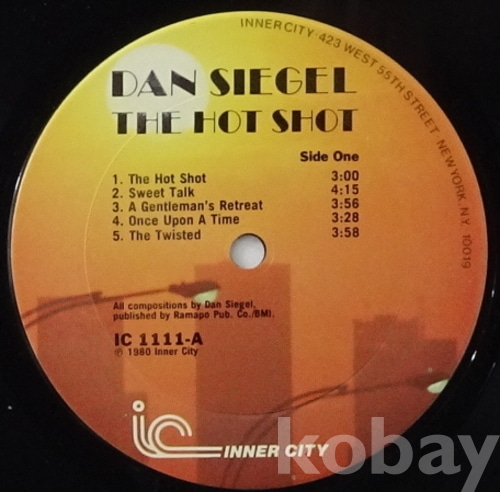 INNER CITY · 423 WEST 55TH STREET · NEW YORK, N.Y. 10019
DAN SIEGEL
THE HOT SHOT
Side One
1. The Hot Shot 3:00
2. Sweet Talk 4:15
3. A Gentleman's Retreat 3:56
4. Once Upon A Time 3:28
5. The Twisted 3:58
All compositions by Dan Siegel,
published by Ramapo Pub. Co./BMI.
IC 1111-A
℗ 1980 Inner City
ic INNER CITY
kobay